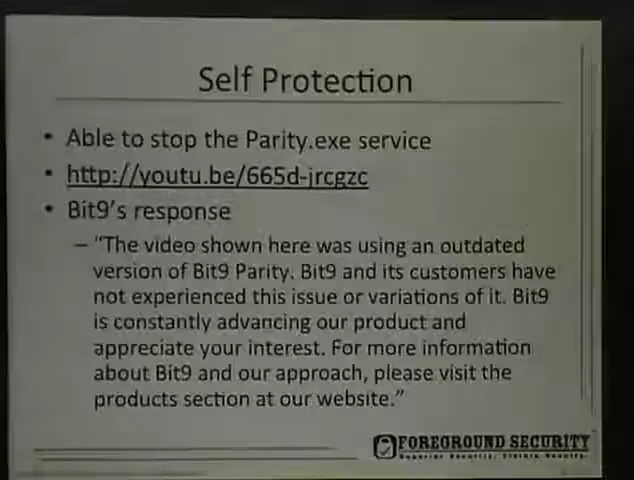 Self Protection
• Able to stop the Parity.exe service
• http://youtu.be/665d-jrcgzc
• Bit9's response
– "The video shown here was using an outdated
version of Bit9 Parity. Bit9 and its customers have
not experienced this issue or variations of it. Bit9
is constantly advancing our product and
appreciate your interest. For more information
about Bit9 and our approach, please visit the
products section at our website."
FOREGROUND SECURITY